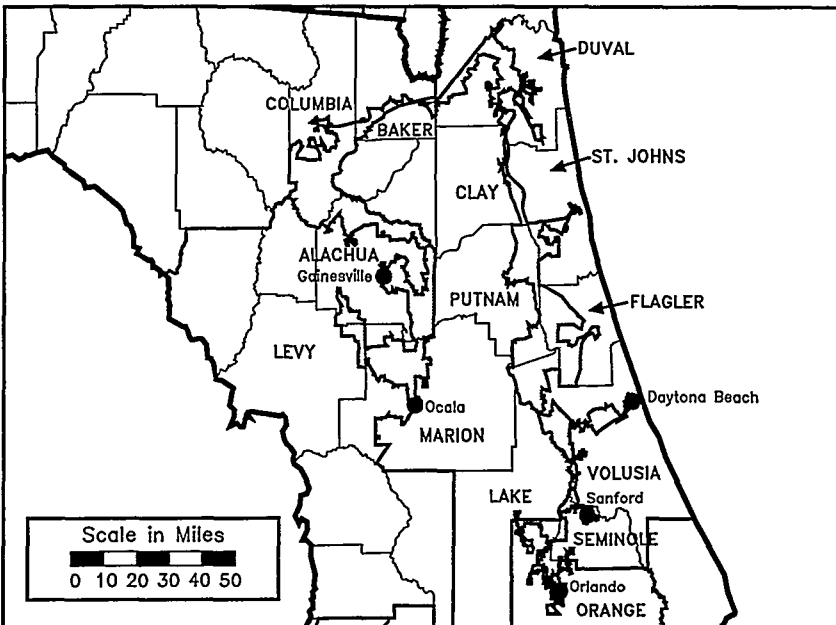 DUVAL
COLUMBIA
BAKER
ST. JOHNS
CLAY
ALACHUA
Gainesville
PUTNAM
FLAGLER
LEVY
Daytona Beach
Ocala
MARION
VOLUSIA
LAKE
Sanford
Scale in Miles
SEMINOLE
0 10 20 30 40 50
Orlando
ORANGE